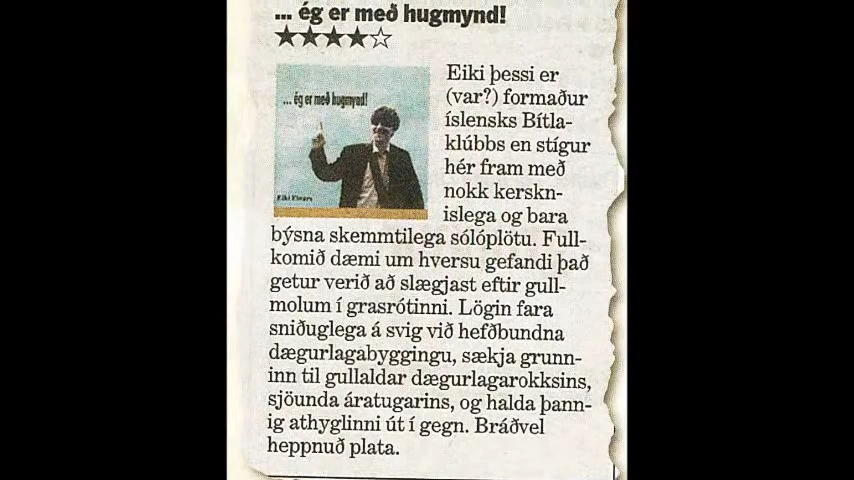 ... ég er með hugmynd!
★★★★☆
... ég er með hugmynd!
Eiki Einars
Eiki þessi er
(var?) formaður
íslensks Bítla-
klúbbs en stígur
hér fram með
nokk kerskn-
islega og bara
býsna skemmtilega sólóplötu. Full-
komið dæmi um hversu gefandi það
getur verið að slægjast eftir gull-
molum í grasrótinni. Lögin fara
sniðuglega á svig við hefðbundna
dægurlagabyggingu, sækja grunn-
inn til gullaldar dægurlagarokksins,
sjöunda áratugarins, og halda þann-
ig athyglinni út í gegn. Bráðvel
heppnuð plata.